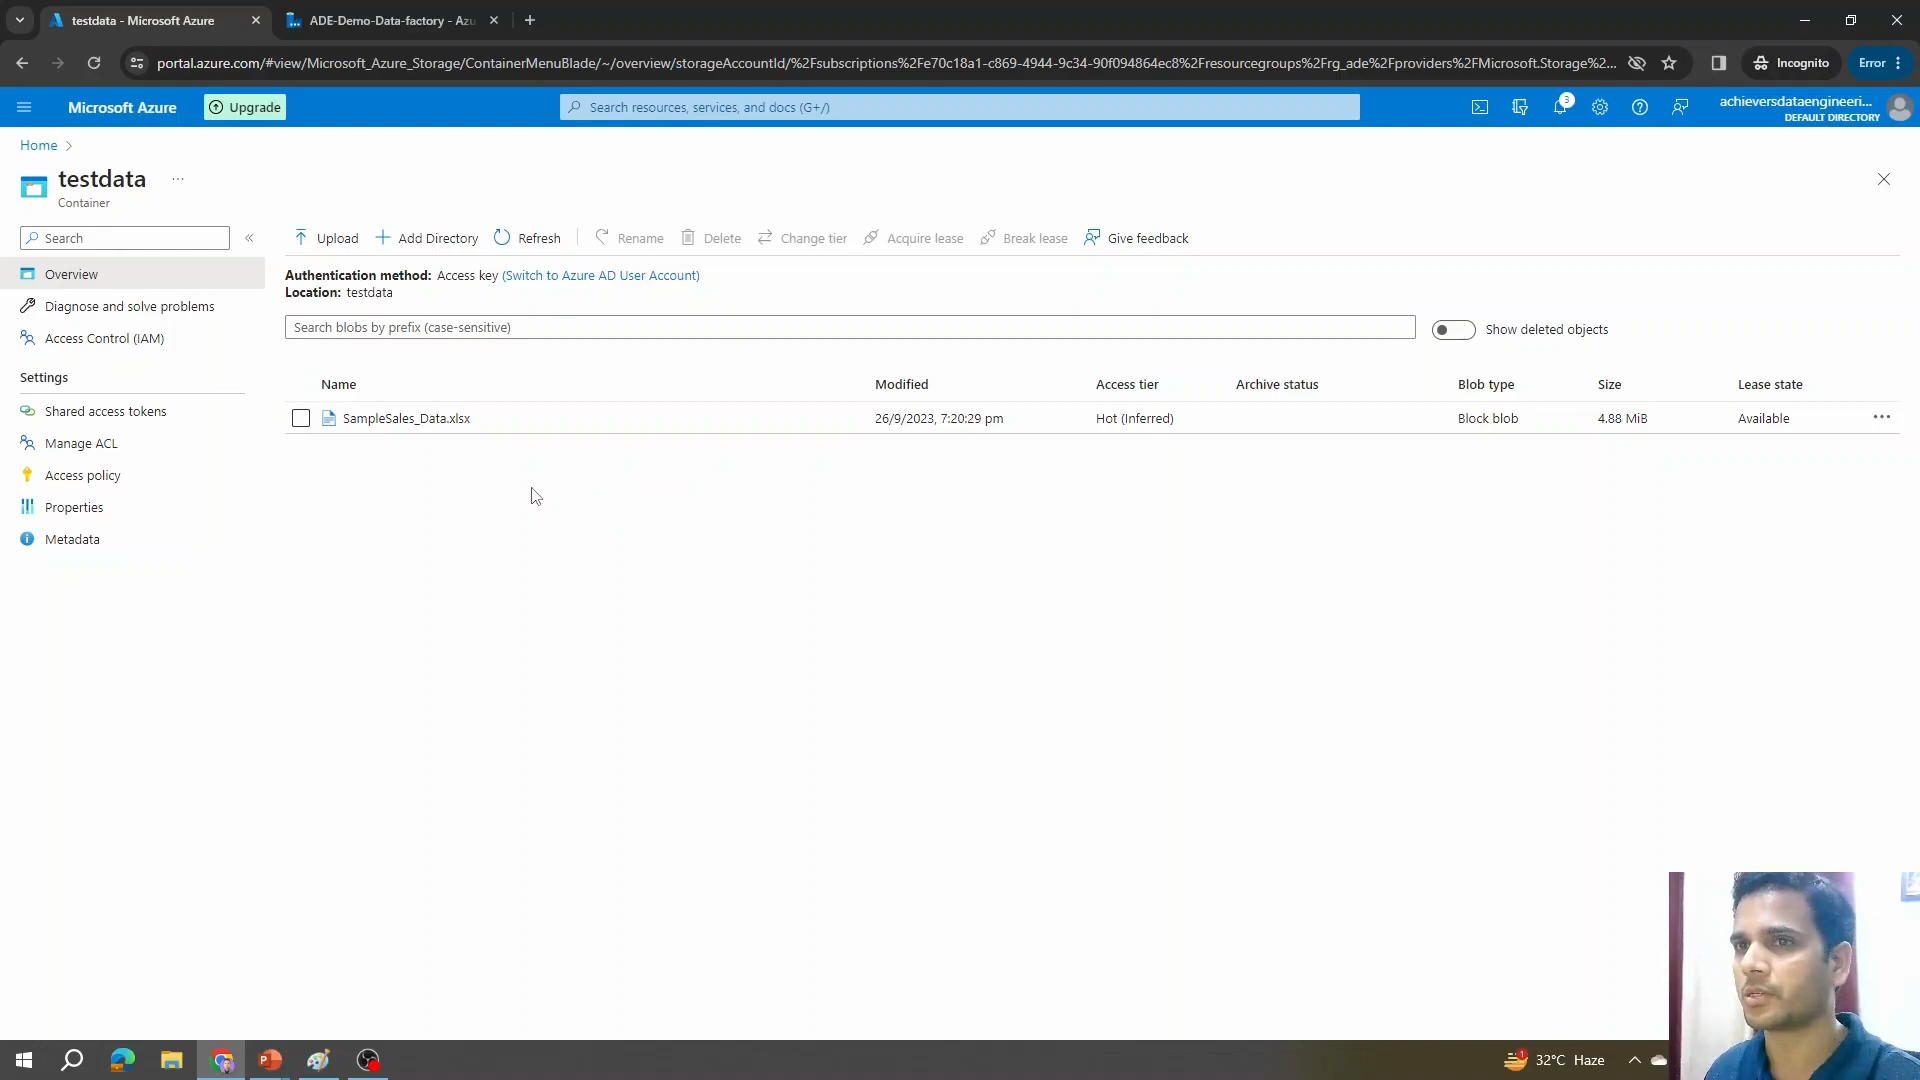 testdata - Microsoft Azure
ADE-Demo-Data-factory - Azu
portal.azure.com/#view/Microsoft_Azure_Storage/ContainerMenuBlade/~/overview/storageAccountId/%2Fsubscriptions%2Fe70c18a1-c869-4944-9c34-90f094864ec8%2Fresourcegroups%2Frg_ade%2Fproviders%2FMicrosoft.Storage%2...
Incognito
Error
Microsoft Azure
Upgrade
Search resources, services, and docs (G+/)
3
achieversdataengineeri...
DEFAULT DIRECTORY
Home
testdata
...
Container
Search
Overview
Diagnose and solve problems
Access Control (IAM)
Settings
Shared access tokens
Manage ACL
Access policy
Properties
Metadata
Upload
Add Directory
Refresh
Rename
Delete
Change tier
Acquire lease
Break lease
Give feedback
Authentication method: Access key (Switch to Azure AD User Account)
Location: testdata
Search blobs by prefix (case-sensitive)
Show deleted objects
Name Modified Access tier Archive status Blob type Size Lease state
SampleSales_Data.xlsx 26/9/2023, 7:20:29 pm Hot (Inferred) Block blob 4.88 MiB Available ...
1
32°C Haze